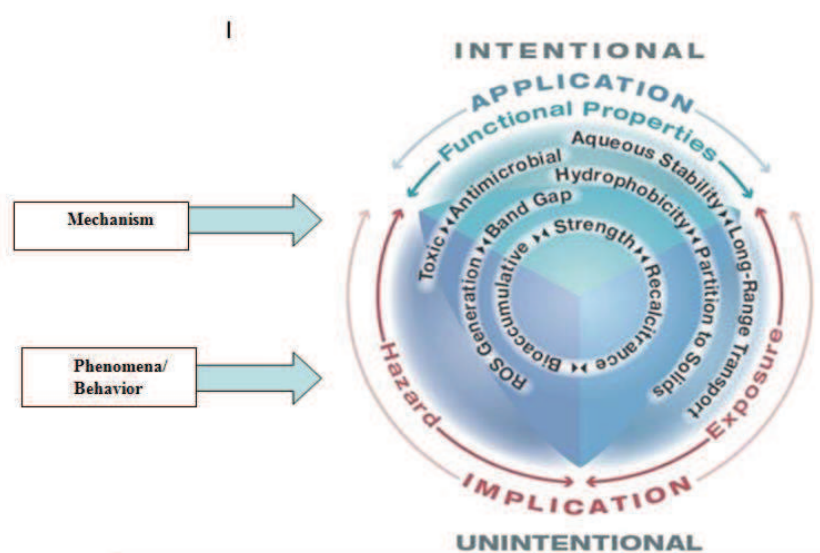 I
INTENTIONAL
APPLICATION
Functional Properties
Aqueous Stability
Antimicrobial
Hydrophobicity
Band Gap
Strength
Mechanism
Toxic
ROS Generation
Bioaccumulative
Recalcitrance
Partition to Solids
Long-Range Transport
Phenomena/
Behavior
Hazard
Exposure
IMPLICATION
UNINTENTIONAL